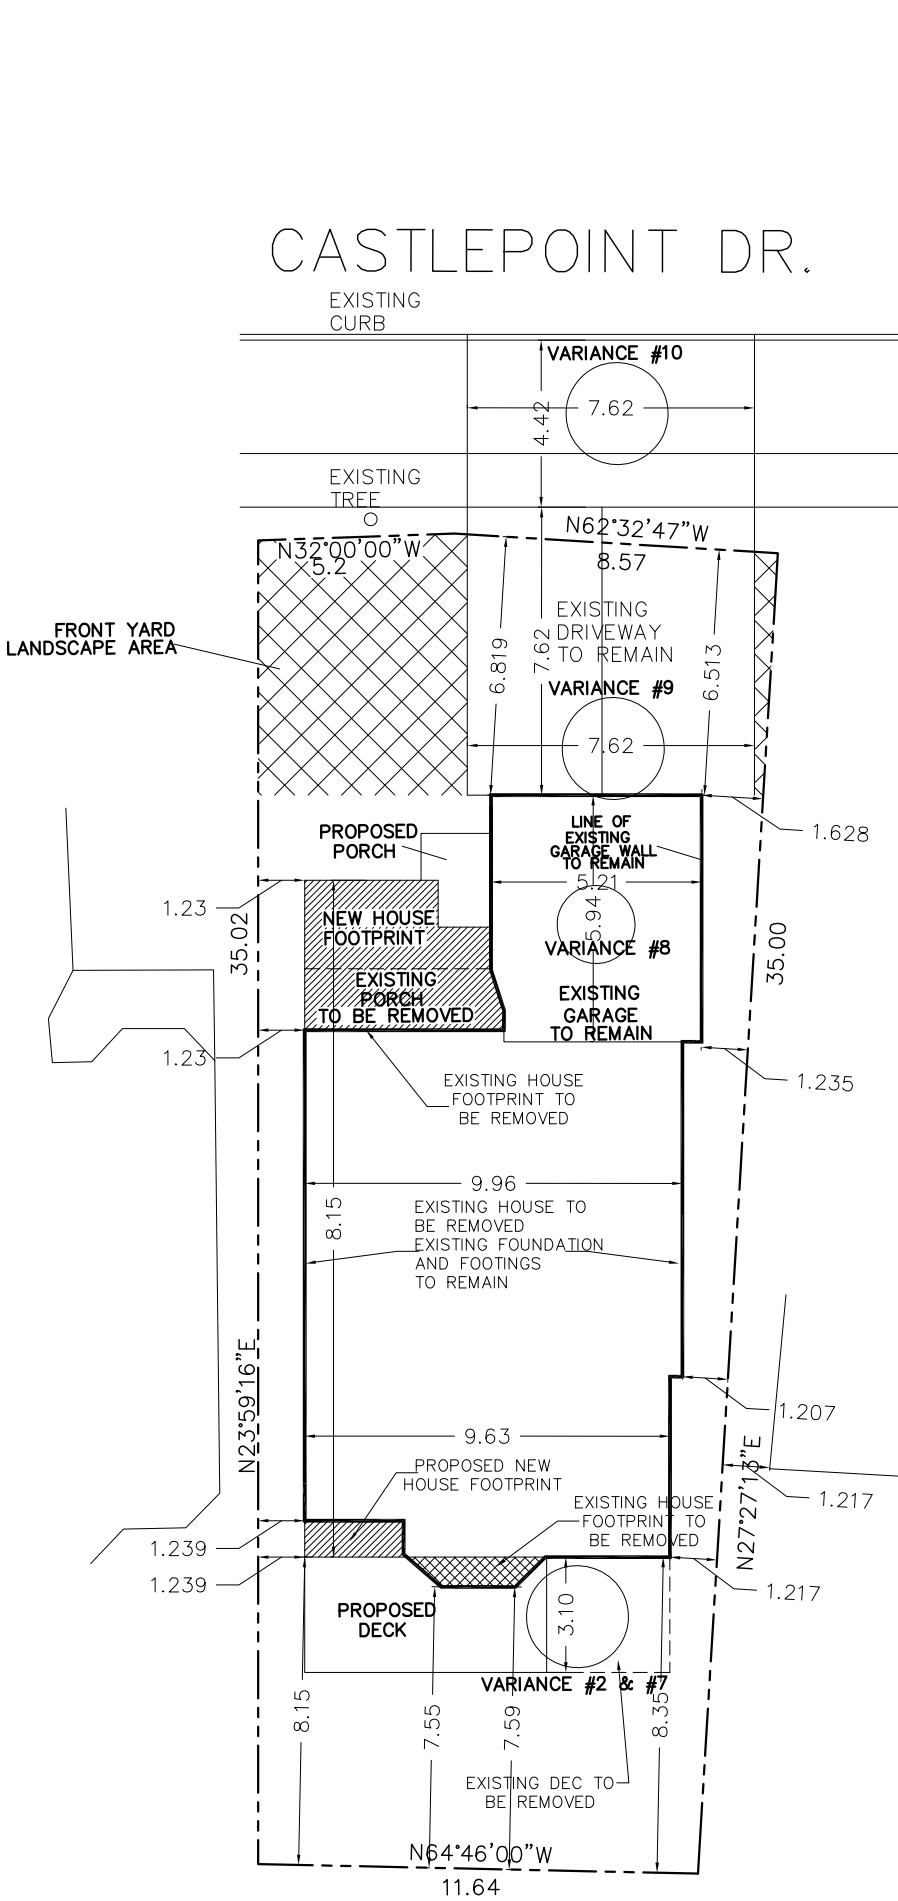 CASTLEPOINT DR.
EXISTING
CURB
VARIANCE #10
7.62
4.42
EXISTING
TREE
N62°32'47"W
N32°00'00"W
5.2
8.57
EXISTING
DRIVEWAY
TO REMAIN
FRONT YARD
LANDSCAPE AREA
6.819
7.62
6.513
VARIANCE #9
7.62
LINE OF
EXISTING
GARAGE WALL
TO REMAIN
1.628
PROPOSED
PORCH
5.21
5.94
1.23
NEW HOUSE
FOOTPRINT
VARIANCE #8
35.02
35.00
EXISTING
PORCH
TO BE REMOVED
EXISTING
GARAGE
TO REMAIN
1.23
EXISTING HOUSE
FOOTPRINT TO
BE REMOVED
1.235
9.96
8.15
EXISTING HOUSE TO
BE REMOVED
EXISTING FOUNDATION
AND FOOTINGS
TO REMAIN
N23°59'16"E
1.207
9.63
PROPOSED NEW
HOUSE FOOTPRINT
N27°27'13"E
1.217
EXISTING HOUSE
FOOTPRINT TO
BE REMOVED
1.239
1.239
1.217
PROPOSED
DECK
3.10
VARIANCE #2 & #7
8.15
7.55
7.59
8.35
EXISTING DEC TO
BE REMOVED
N64°46'00"W
11.64